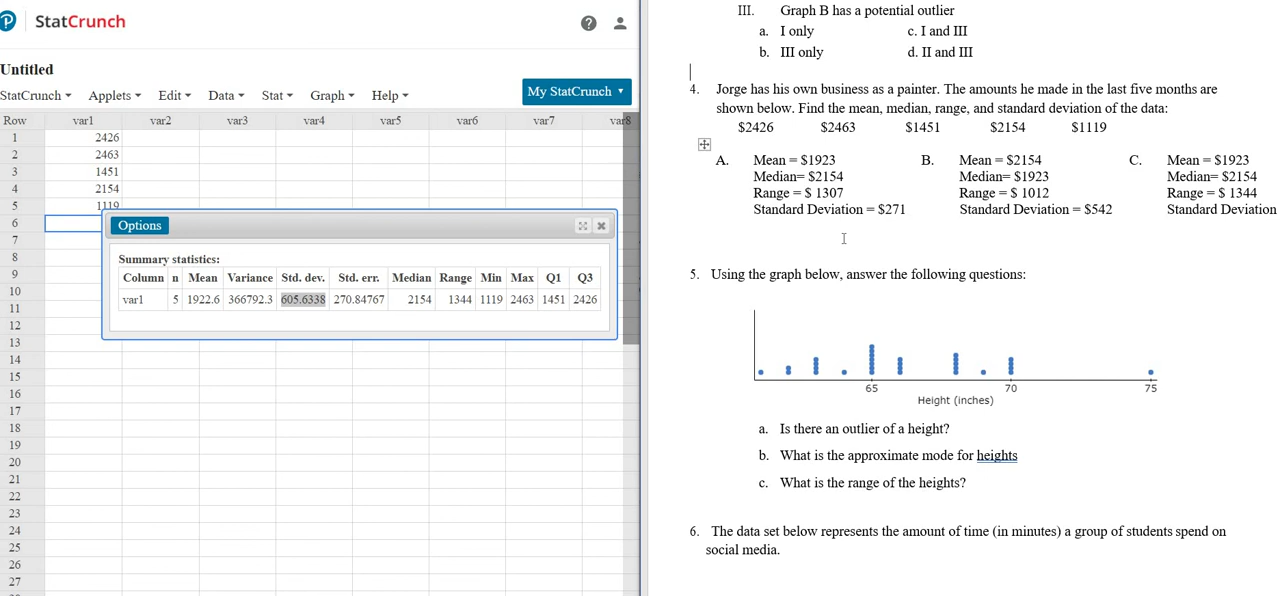 StatCrunch
Untitled
StatCrunch Applets Edit Data Stat Graph Help
My StatCrunch
Row var1 var2 var3 var4 var5 var6 var7 var8
1 2426
2 2463
3 1451
4 2154
5 1119
6
7
8
9
10
11
12
13
14
15
16
17
18
19
20
21
22
23
24
25
26
27
Options
Summary statistics:
Column n Mean Variance Std. dev. Std. err. Median Range Min Max Q1 Q3
var1 5 1922.6 366792.3 605.6338 270.84767 2154 1344 1119 2463 1451 2426
III. Graph B has a potential outlier
a. I only c. I and III
b. III only d. II and III
4. Jorge has his own business as a painter. The amounts he made in the last five months are
shown below. Find the mean, median, range, and standard deviation of the data:
$2426 $2463 $1451 $2154 $1119
A. Mean = $1923 B. Mean = $2154 C. Mean = $1923
Median= $2154 Median= $1923 Median= $2154
Range = $ 1307 Range = $ 1012 Range = $ 1344
Standard Deviation = $271 Standard Deviation = $542 Standard Deviation
5. Using the graph below, answer the following questions:
65 70 75
Height (inches)
a. Is there an outlier of a height?
b. What is the approximate mode for heights
c. What is the range of the heights?
6. The data set below represents the amount of time (in minutes) a group of students spend on
social media.